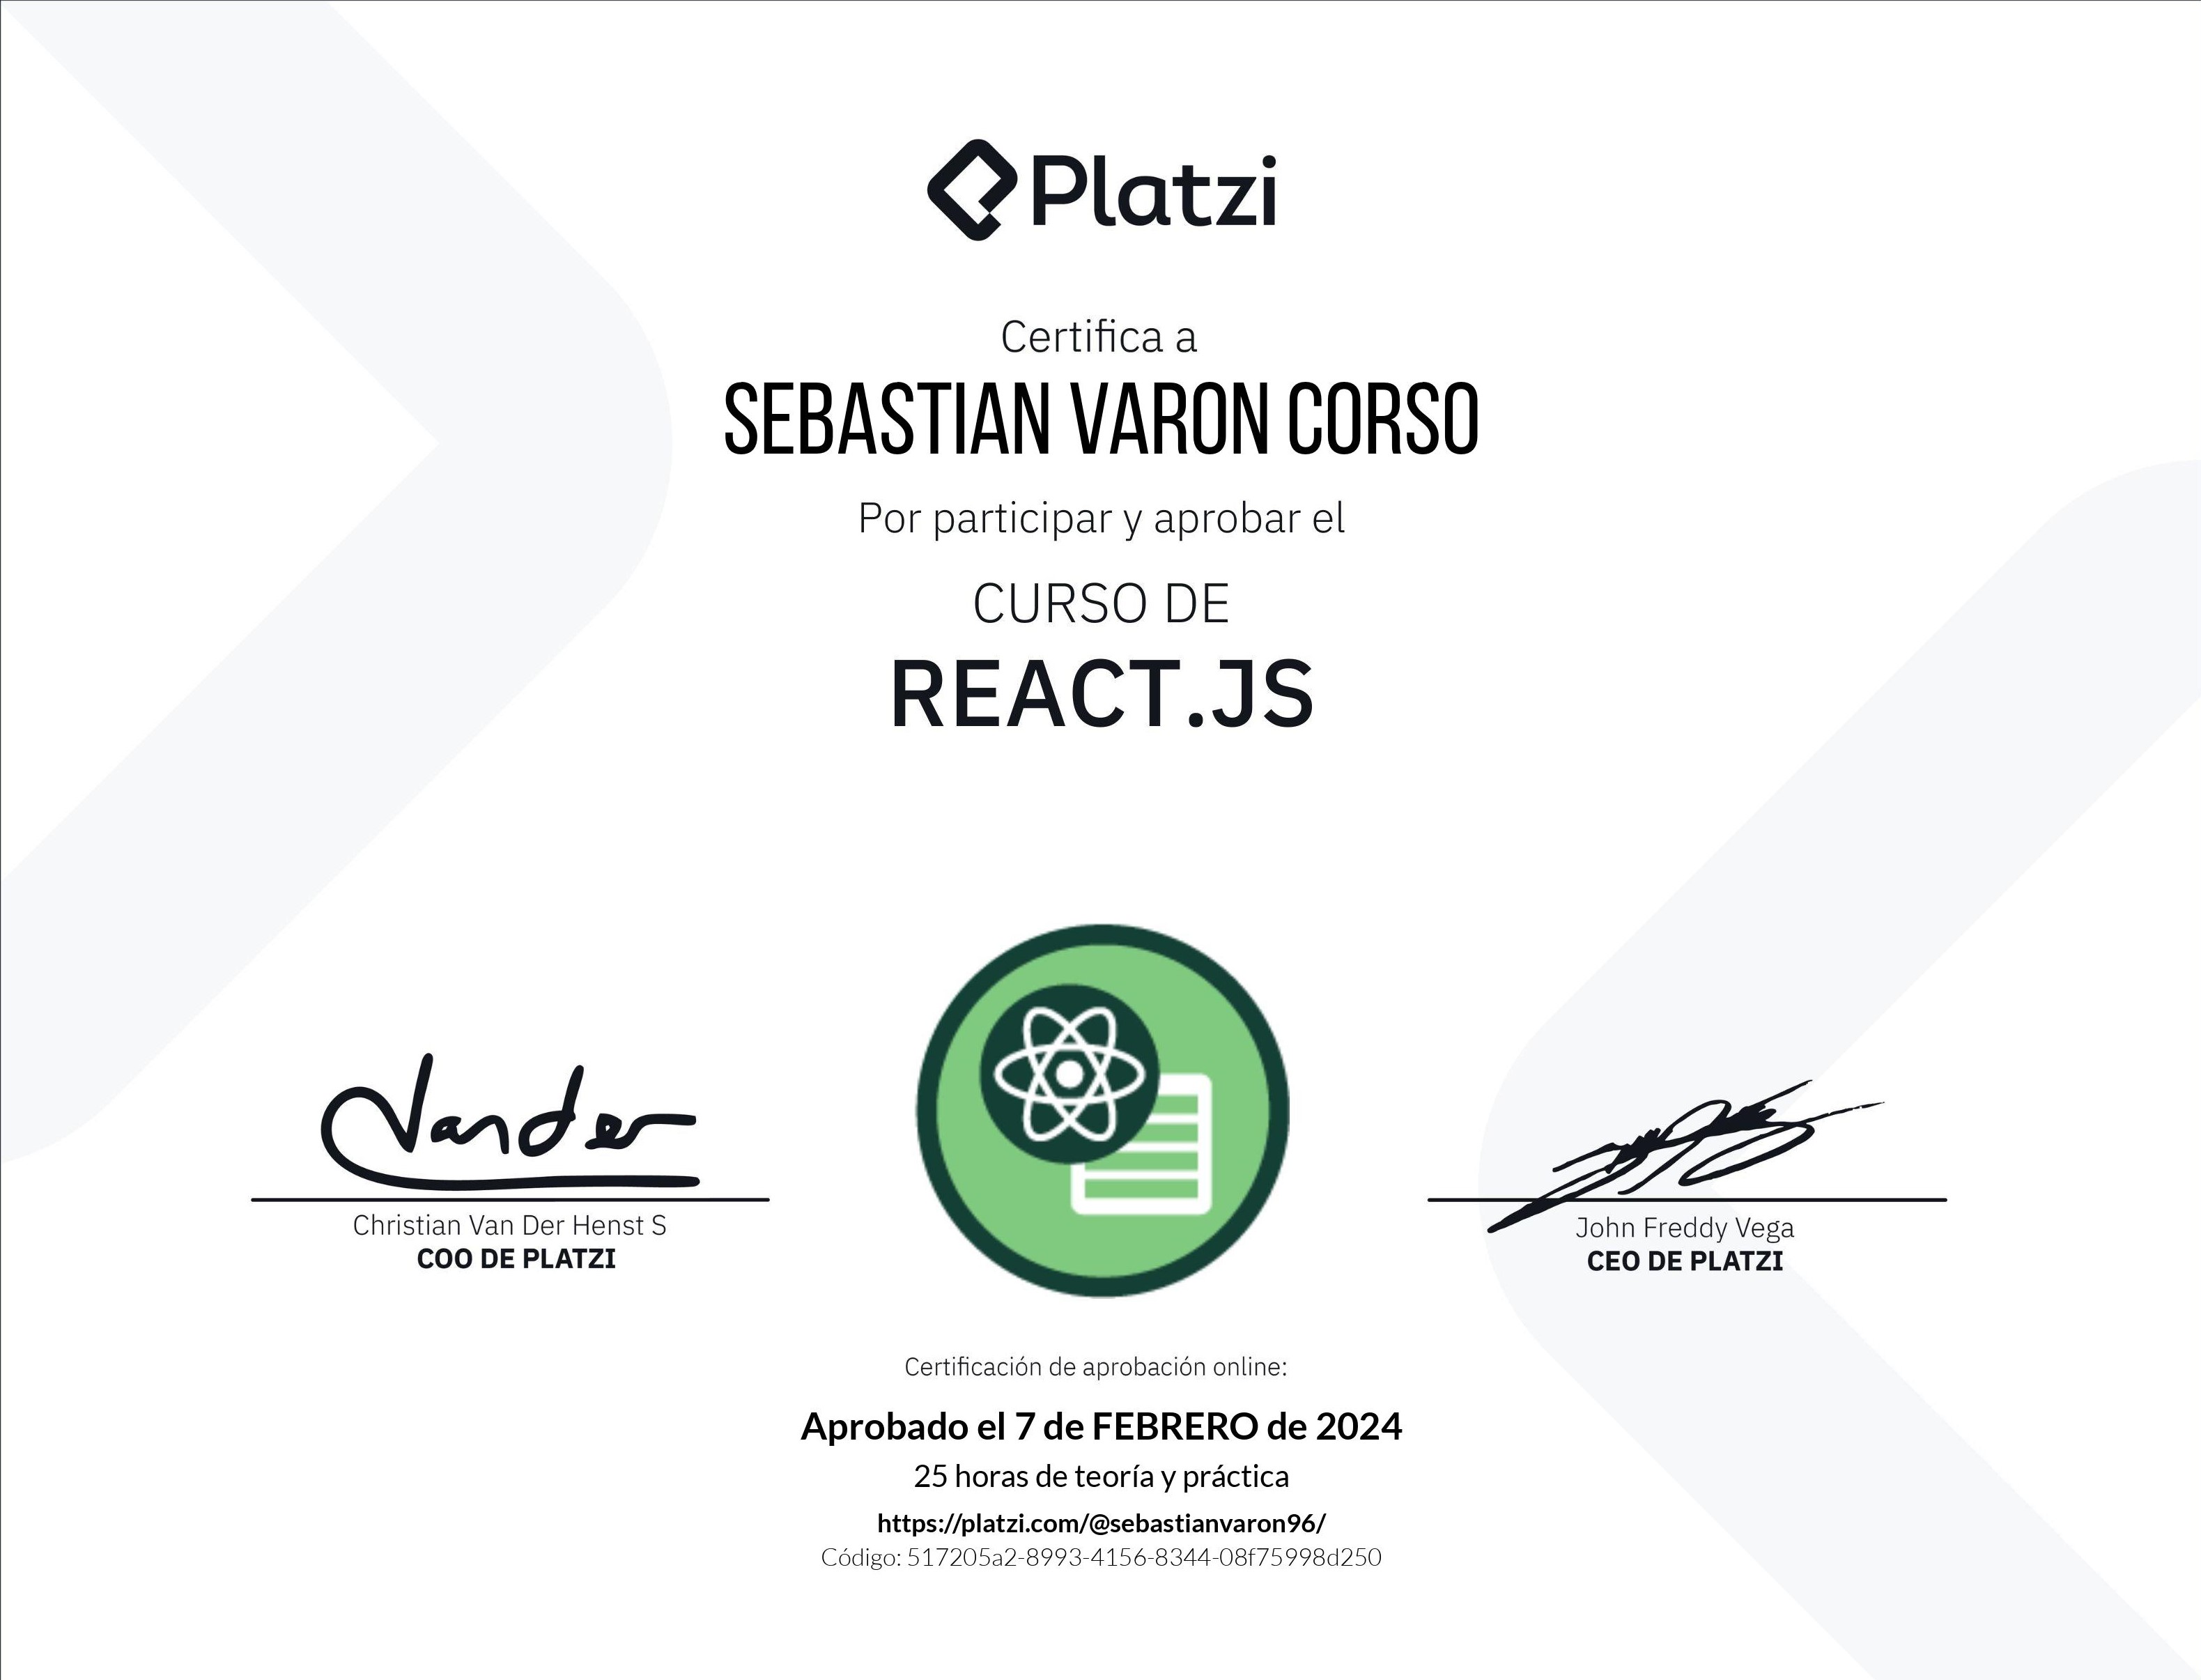 Platzi
Certifica a
SEBASTIAN VARON CORSO
Por participar y aprobar el
CURSO DE
REACT.JS
Vander
Christian Van Der Henst S
COO DE PLATZI
John Freddy Vega
CEO DE PLATZI
Certificación de aprobación online:
Aprobado el 7 de FEBRERO de 2024
25 horas de teoría y práctica
https://platzi.com/@sebastianvaron96/
Código: 517205a2-8993-4156-8344-08f75998d250